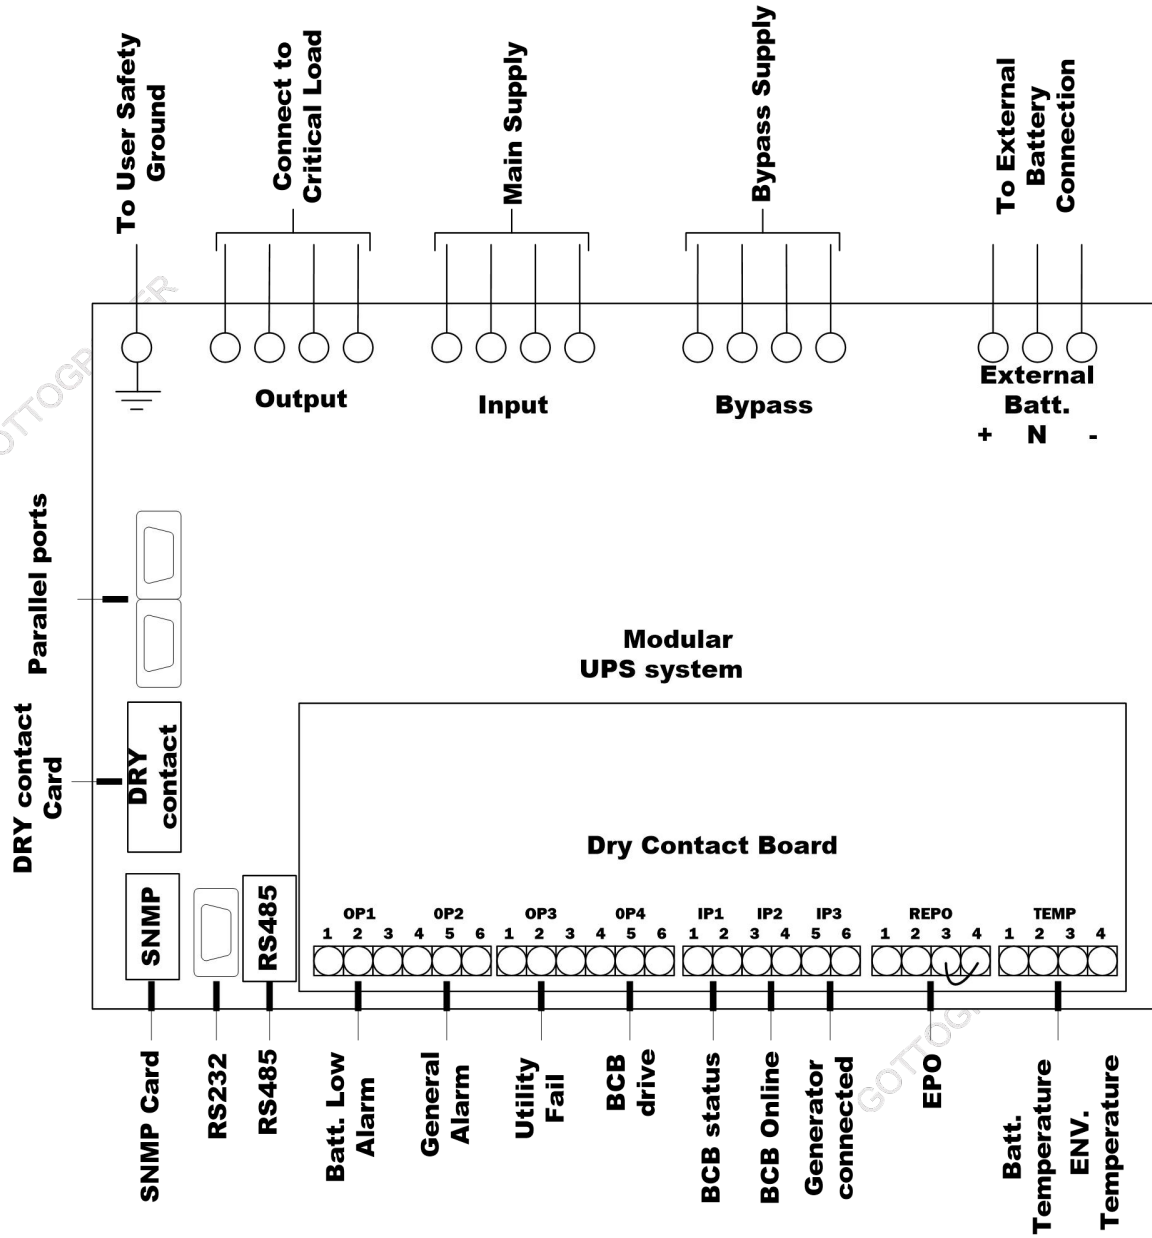 To User Safety
Ground
Connect to
Critical Load
Main Supply
Bypass Supply
To External
Battery
Connection
Output
Input
Bypass
External
Batt.
+ N -
Parallel ports
Modular
UPS system
DRY contact
Card
DRY
contact
Dry Contact Board
SNMP
RS485
OP1 0P2 OP3 0P4 IP1 IP2 IP3 REPO TEMP
1 2 3 4 5 6 1 2 3 4 5 6 1 2 3 4 5 6 1 2 3 4 1 2 3 4
SNMP Card
RS232
RS485
Batt. Low
Alarm
General
Alarm
Utility
Fail
BCB
drive
BCB status
BCB Online
Generator
connected
EPO
Batt.
Temperature
ENV.
Temperature